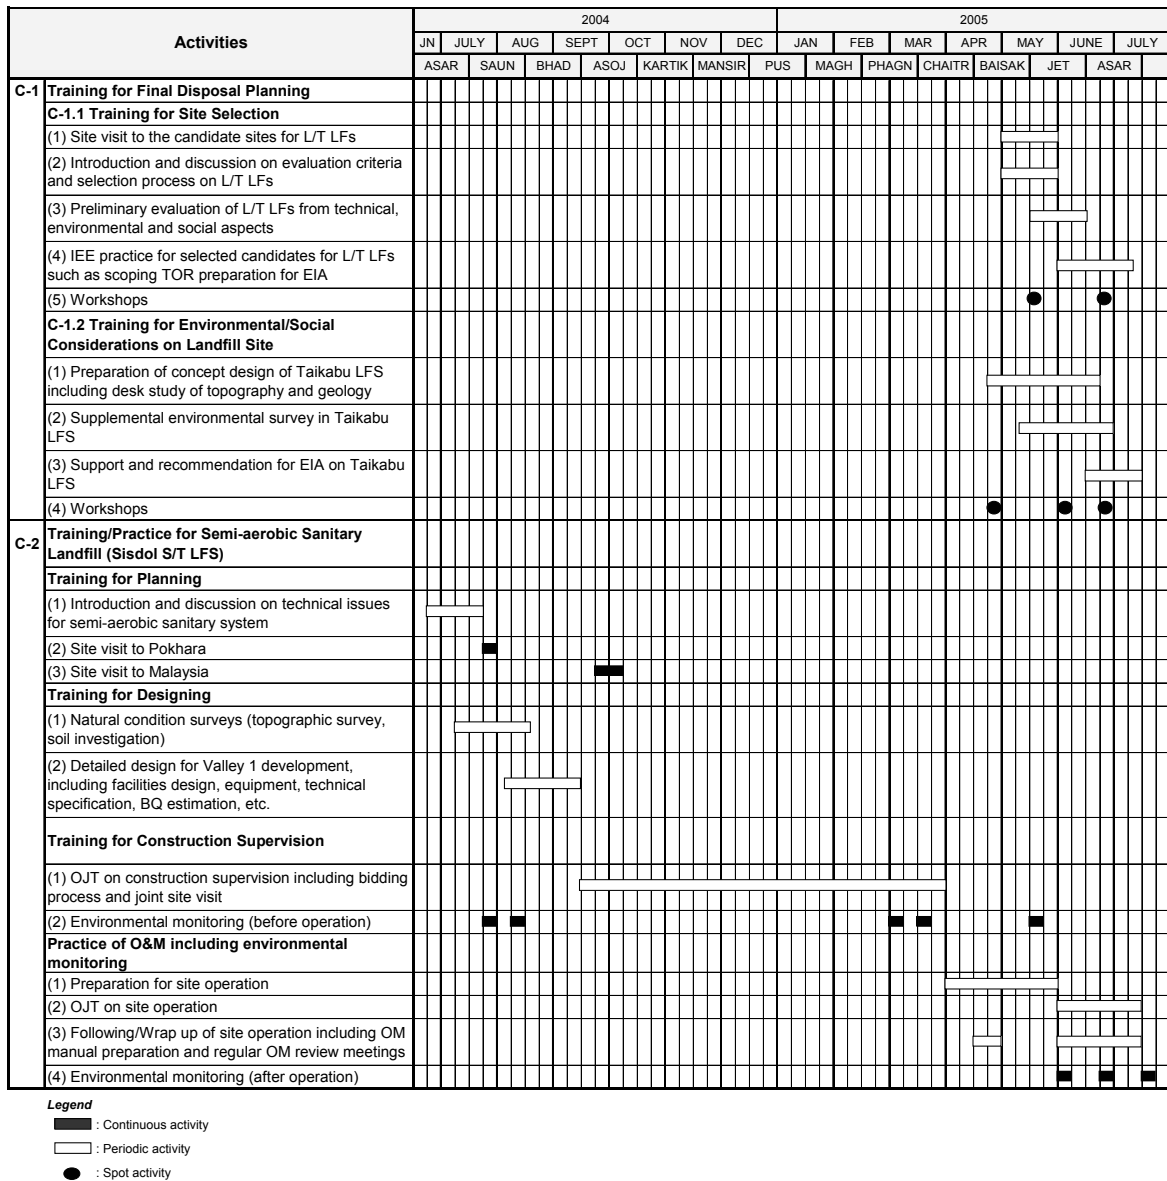 Activities
2004
2005
JN JULY AUG SEPT OCT NOV DEC JAN FEB MAR APR MAY JUNE JULY
ASAR SAUN BHAD ASOJ KARTIK MANSIR PUS MAGH PHAGN CHAITR BAISAK JET ASAR
C-1 Training for Final Disposal Planning
C-1.1 Training for Site Selection
(1) Site visit to the candidate sites for L/T LFs
(2) Introduction and discussion on evaluation criteria
and selection process on L/T LFs
(3) Preliminary evaluation of L/T LFs from technical,
environmental and social aspects
(4) IEE practice for selected candidates for L/T LFs
such as scoping TOR preparation for EIA
(5) Workshops
C-1.2 Training for Environmental/Social
Considerations on Landfill Site
(1) Preparation of concept design of Taikabu LFS
including desk study of topography and geology
(2) Supplemental environmental survey in Taikabu
LFS
(3) Support and recommendation for EIA on Taikabu
LFS
(4) Workshops
C-2 Training/Practice for Semi-aerobic Sanitary
Landfill (Sisdol S/T LFS)
Training for Planning
(1) Introduction and discussion on technical issues
for semi-aerobic sanitary system
(2) Site visit to Pokhara
(3) Site visit to Malaysia
Training for Designing
(1) Natural condition surveys (topographic survey,
soil investigation)
(2) Detailed design for Valley 1 development,
including facilities design, equipment, technical
specification, BQ estimation, etc.
Training for Construction Supervision
(1) OJT on construction supervision including bidding
process and joint site visit
(2) Environmental monitoring (before operation)
Practice of O&M including environmental
monitoring
(1) Preparation for site operation
(2) OJT on site operation
(3) Following/Wrap up of site operation including OM
manual preparation and regular OM review meetings
(4) Environmental monitoring (after operation)
Legend
: Continuous activity
: Periodic activity
: Spot activity